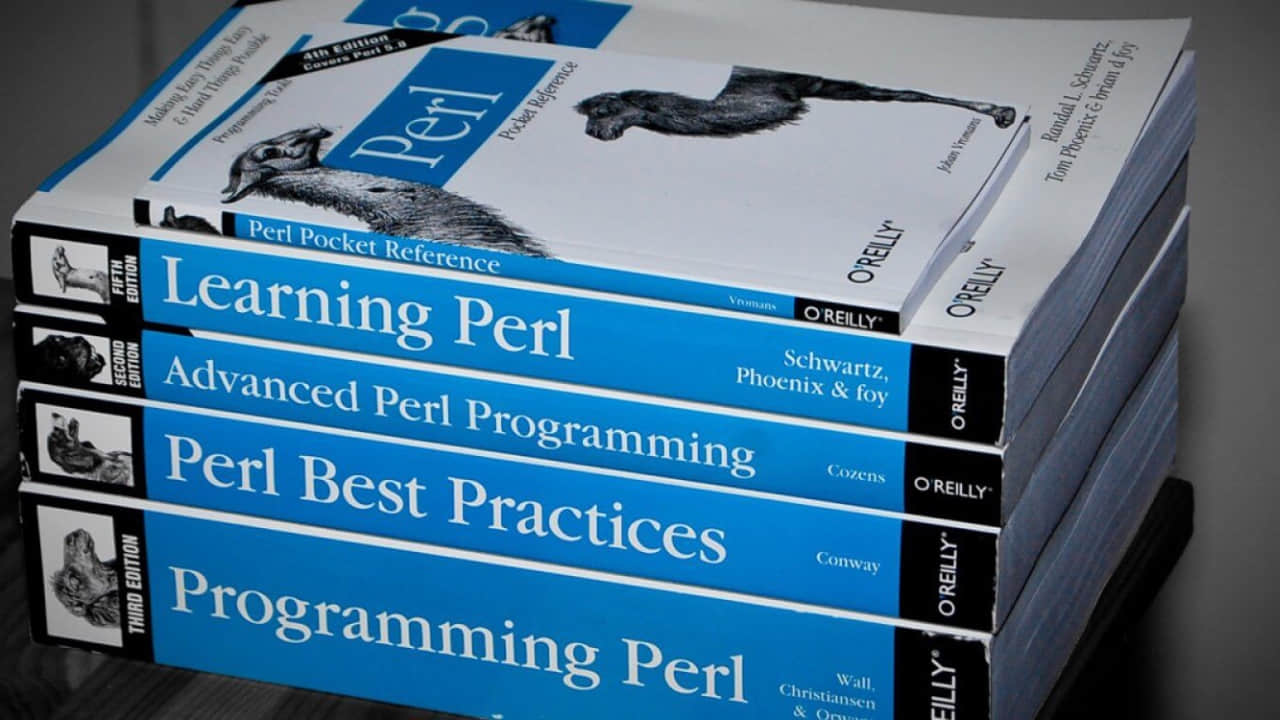 Making Easy Things Easy
& Hard Things Possible
Randal L. Schwartz,
Tom Phoenix & brian d foy
O'REILLY®
4th Edition
Covers Perl 5.8
Programming Tools
Perl
Pocket Reference
Johan Vromans
O'REILLY®
Perl Pocket Reference
Vromans
O'REILLY®
FIFTH
EDITION
Learning Perl
Schwartz,
Phoenix & foy
O'REILLY®
SECOND
EDITION
Advanced Perl Programming
Cozens
O'REILLY®
Perl Best Practices
Conway
O'REILLY®
THIRD EDITION
Programming Perl
Wall,
Christiansen
&
EILLY®